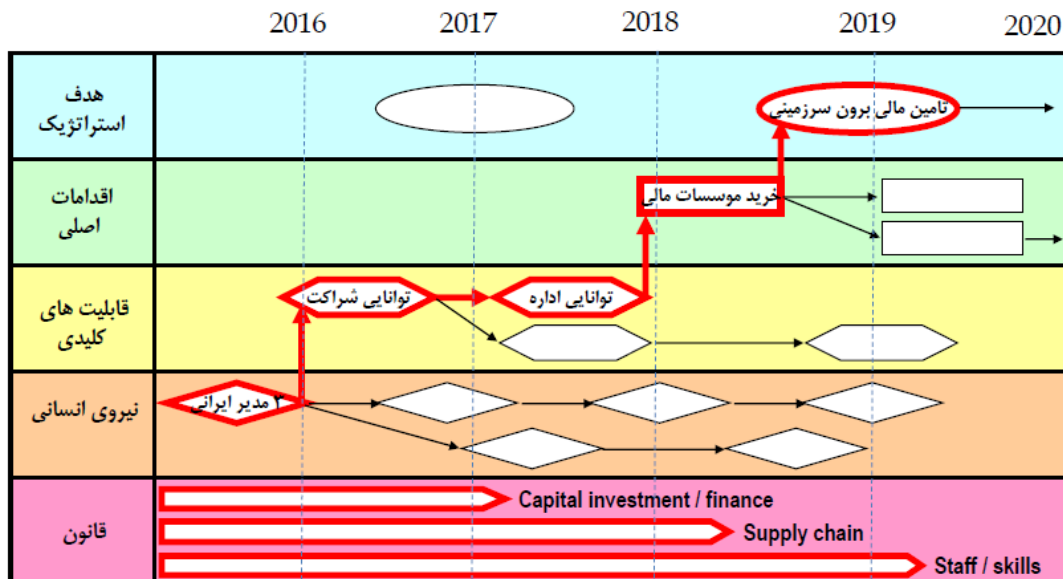 2016 2017 2018 2019 2020
هدف
استراتژیک
تامین مالی برون سرزمینی
اقدامات
اصلی
خرید موسسات مالی
قابلیت های
کلیدی
توانایی شراکت
توانایی اداره
نیروی انسانی
۳ مدیر ایرانی
قانون
Capital investment / finance
Supply chain
Staff / skills